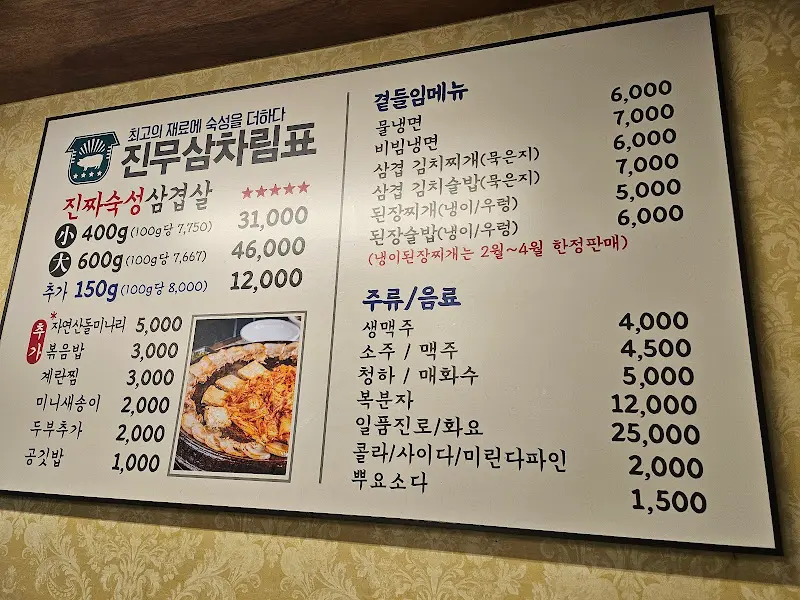 최고의 재료에 숙성을 더하다
진무삼차림표
진짜숙성삼겹살 ★★★★★
小 400g(100g당 7,750) 31,000
大 600g(100g당 7,667) 46,000
추가 150g(100g당 8,000) 12,000
추가
*자연산돌미나리 5,000
볶음밥 3,000
계란찜 3,000
미니새송이 2,000
두부추가 2,000
공깃밥 1,000
곁들임메뉴
물냉면 6,000
비빔냉면 7,000
삼겹 김치찌개(묵은지) 6,000
삼겹 김치술밥(묵은지) 7,000
된장찌개(냉이/우렁) 5,000
된장술밥(냉이/우렁) 6,000
(냉이된장찌개는 2월~4월 한정판매)
주류/음료
생맥주 4,000
소주 / 맥주 4,500
청하 / 매화수 5,000
복분자 12,000
일품진로/화요 25,000
콜라/사이다/미린다파인 2,000
뿌요소다 1,500